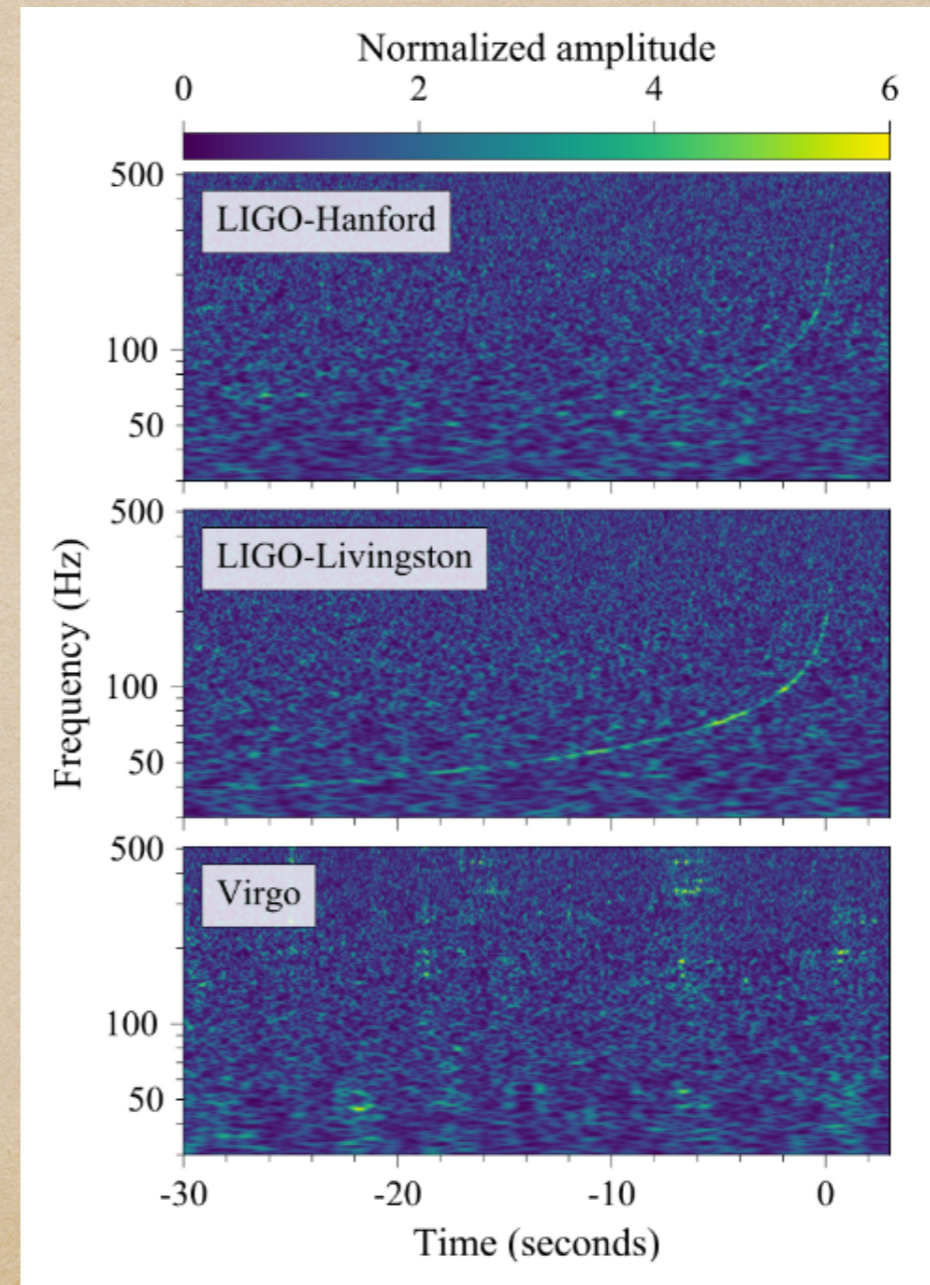 Normalized amplitude
0 2 4 6
500
LIGO-Hanford
100
50
500
LIGO-Livingston
100
50
Frequency (Hz)
500
Virgo
100
50
-30 -20 -10 0
Time (seconds)